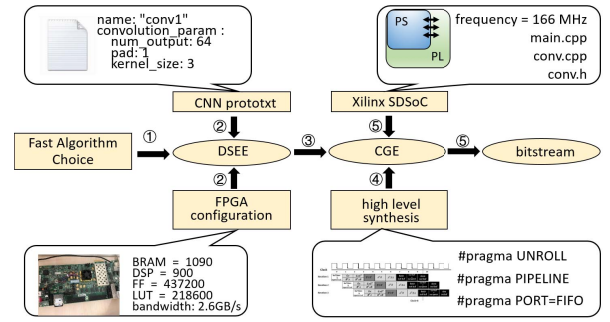 name: "conv1"
convolution_param :
num_output: 64
pad: 1
kernel_size: 3
PS
PL
frequency = 166 MHz
main.cpp
conv.cpp
conv.h
CNN prototxt
Xilinx SDSoC
Fast Algorithm
Choice
①
②
DSEE
③
⑤
CGE
⑤
bitstream
②
④
FPGA
configuration
high level
synthesis
BRAM = 1090
DSP = 900
FF = 437200
LUT = 218600
bandwidth: 2.6GB/s
#pragma UNROLL
#pragma PIPELINE
#pragma PORT=FIFO